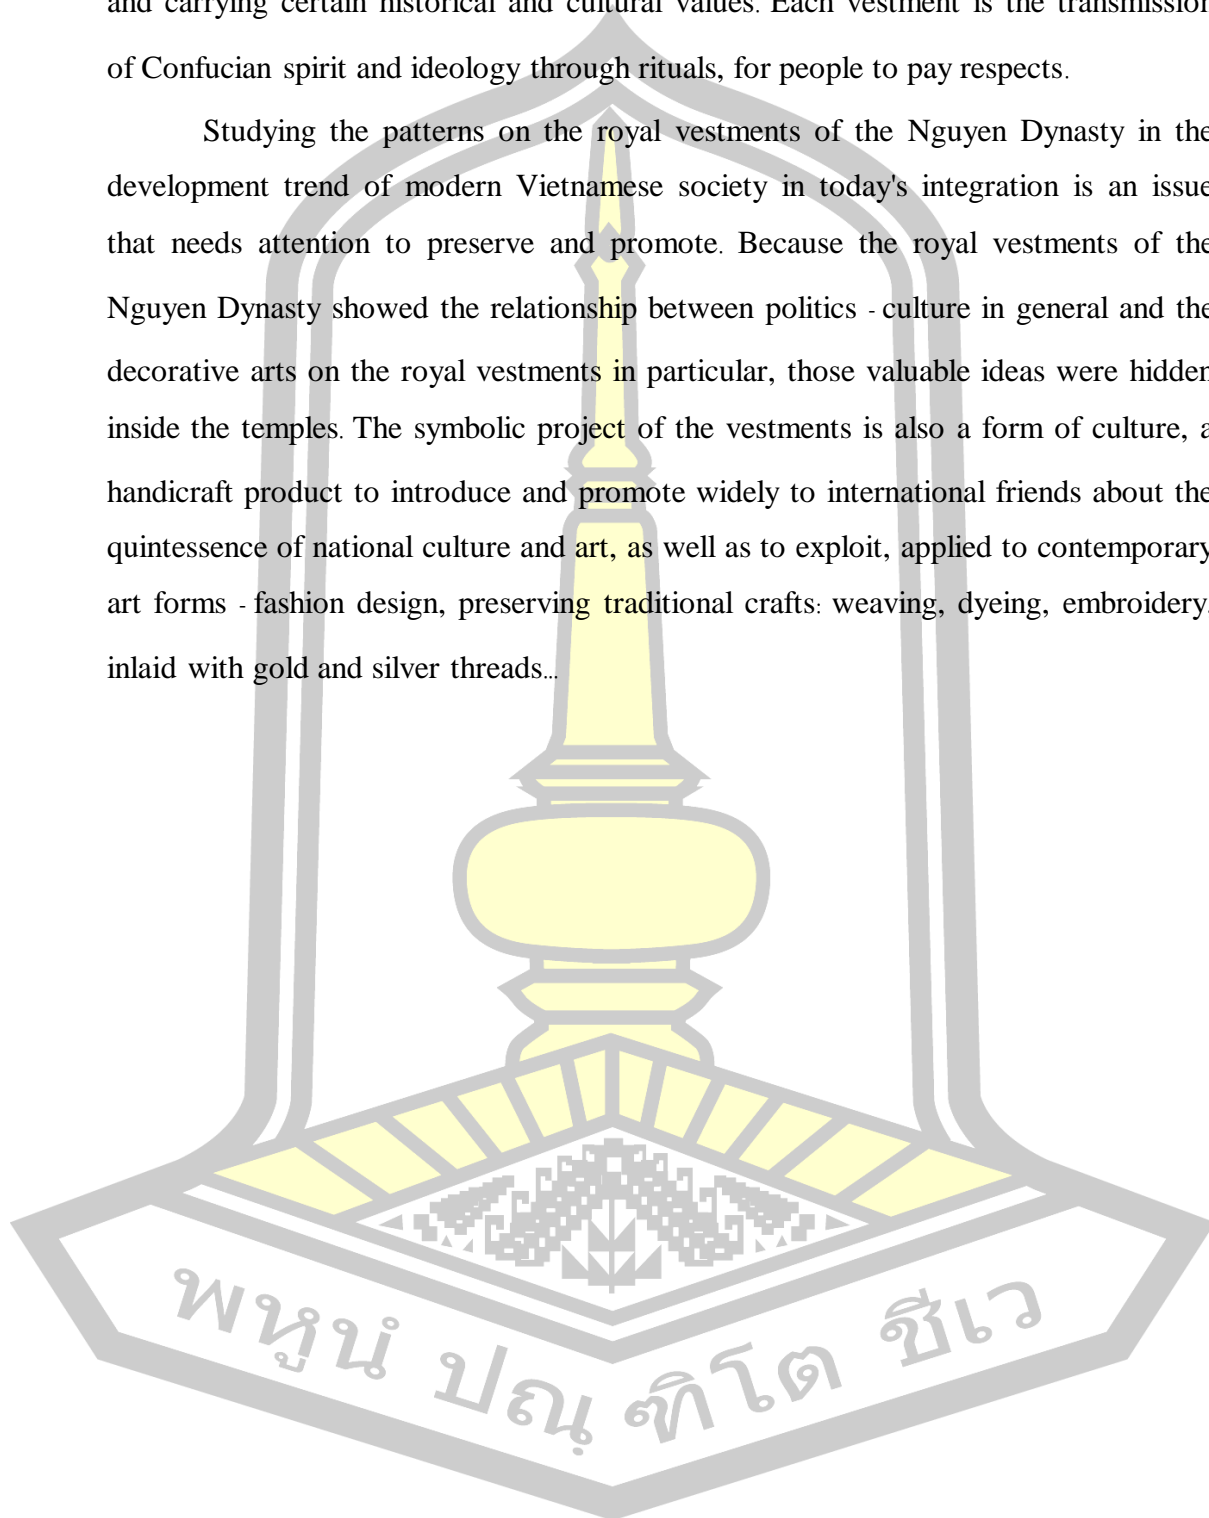 and carrying certain historical and cultural values. Each vestment is the transmission
of Confucian spirit and ideology through rituals, for people to pay respects.
Studying the patterns on the royal vestments of the Nguyen Dynasty in the
development trend of modern Vietnamese society in today's integration is an issue
that needs attention to preserve and promote. Because the royal vestments of the
Nguyen Dynasty showed the relationship between politics - culture in general and the
decorative arts on the royal vestments in particular, those valuable ideas were hidden
inside the temples. The symbolic project of the vestments is also a form of culture, a
handicraft product to introduce and promote widely to international friends about the
quintessence of national culture and art, as well as to exploit, applied to contemporary
art forms - fashion design, preserving traditional crafts: weaving, dyeing, embroidery,
inlaid with gold and silver threads...
พหูนํ ปณฺฑิโต ชีเว